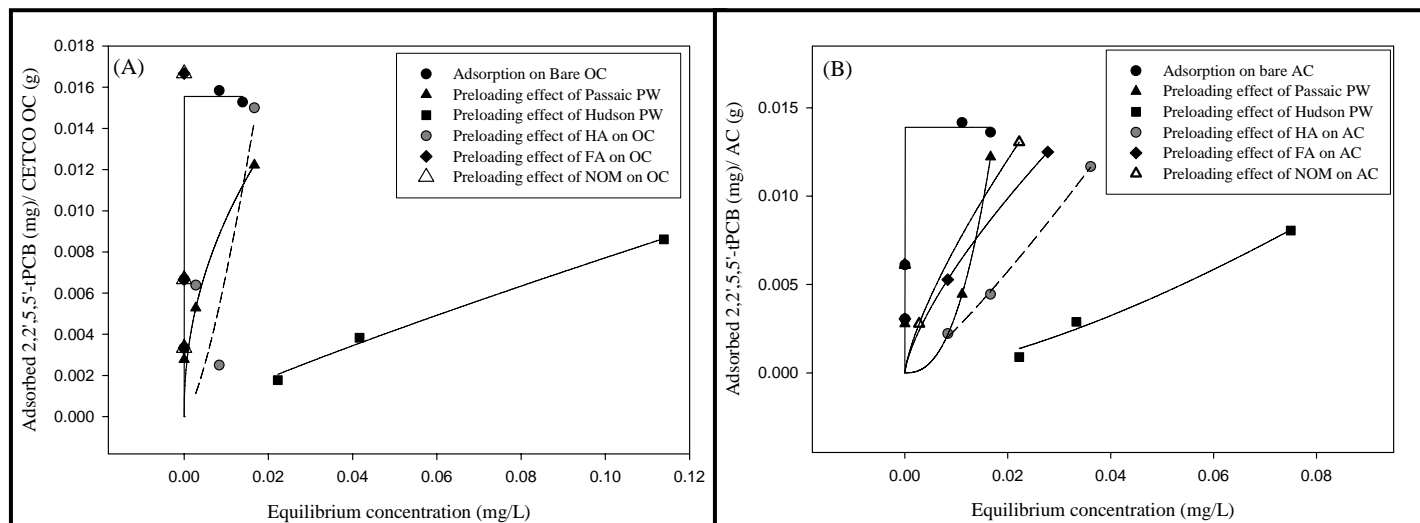 (A)
Adsorbed 2,2',5,5'-tPCB (mg)/ CETCO OC (g)
0.018
0.016
0.014
0.012
0.010
0.008
0.006
0.004
0.002
0.000
0.00 0.02 0.04 0.06 0.08 0.10 0.12
Equilibrium concentration (mg/L)
Adsorption on Bare OC
Preloading effect of Passaic PW
Preloading effect of Hudson PW
Preloading effect of HA on OC
Preloading effect of FA on OC
Preloading effect of NOM on OC
(B)
Adsorbed 2,2',5,5'-tPCB (mg)/ AC (g)
0.015
0.010
0.005
0.000
0.00 0.02 0.04 0.06 0.08
Equilibrium concentration (mg/L)
Adsorption on bare AC
Preloading effect of Passaic PW
Preloading effect of Hudson PW
Preloading effect of HA on AC
Preloading effect of FA on AC
Preloading effect of NOM on AC